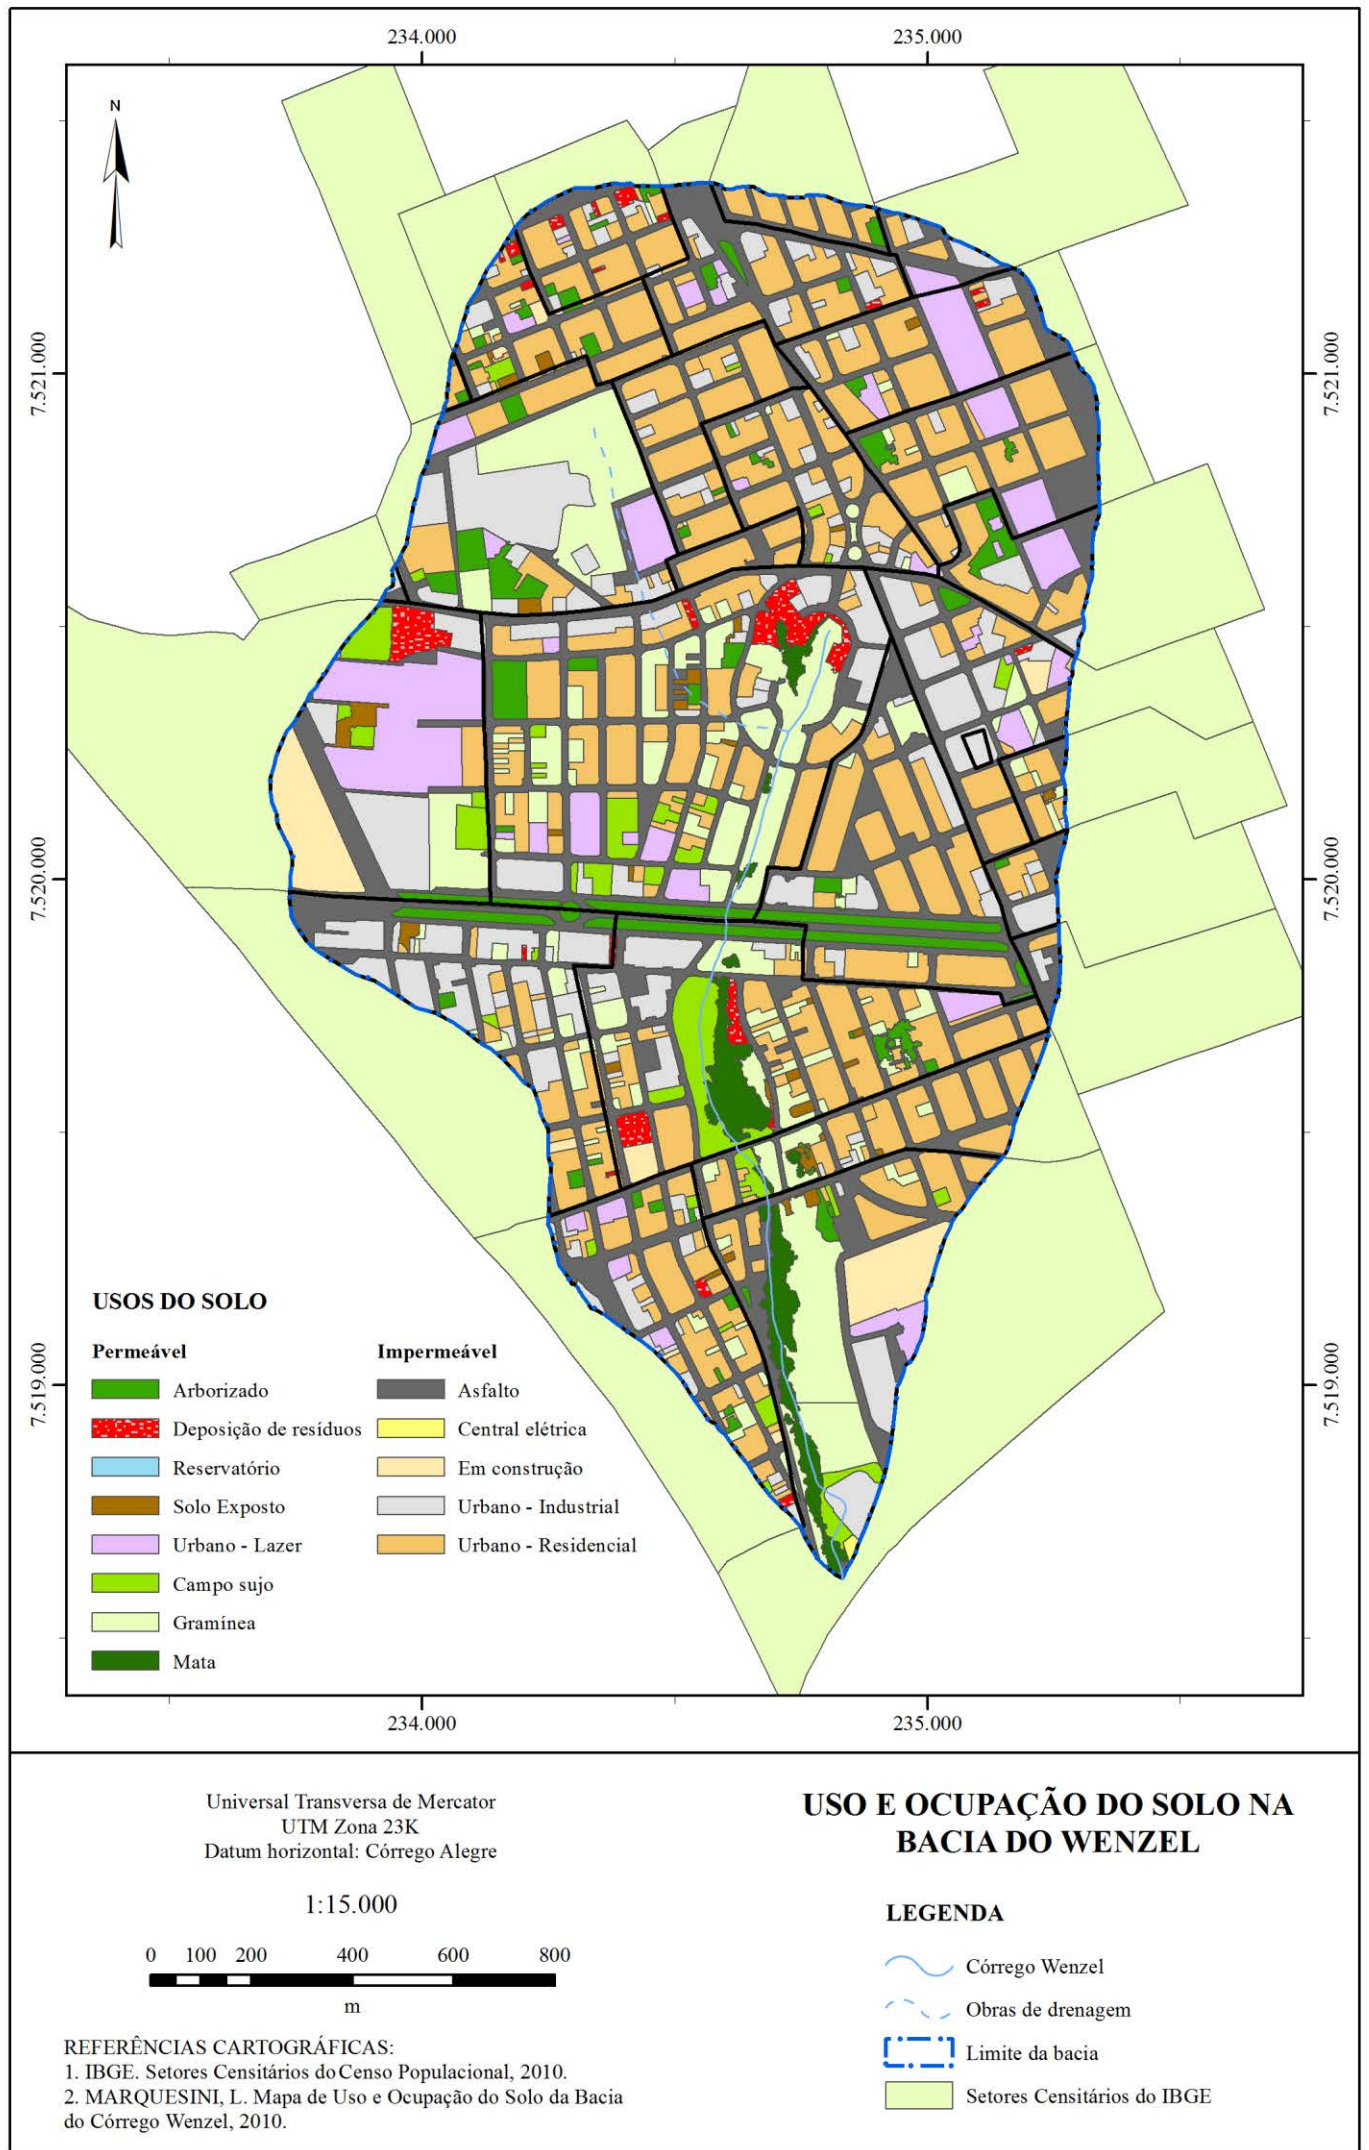 234.000
235.000
N
7.521.000
7.521.000
7.520.000
7.520.000
7.519.000
7.519.000
USOS DO SOLO
Permeável
Impermeável
Arborizado
Asfalto
Deposição de resíduos
Central elétrica
Reservatório
Em construção
Solo Exposto
Urbano - Industrial
Urbano - Lazer
Urbano - Residencial
Campo sujo
Gramínea
Mata
234.000
235.000
Universal Transversa de Mercator
UTM Zona 23K
Datum horizontal: Córrego Alegre
1:15.000
0 100 200 400 600 800
m
REFERÊNCIAS CARTOGRÁFICAS:
1. IBGE. Setores Censitários do Censo Populacional, 2010.
2. MARQUESINI, L. Mapa de Uso e Ocupação do Solo da Bacia
do Córrego Wenzel, 2010.
USO E OCUPAÇÃO DO SOLO NA
BACIA DO WENZEL
LEGENDA
Córrego Wenzel
Obras de drenagem
Limite da bacia
Setores Censitários do IBGE